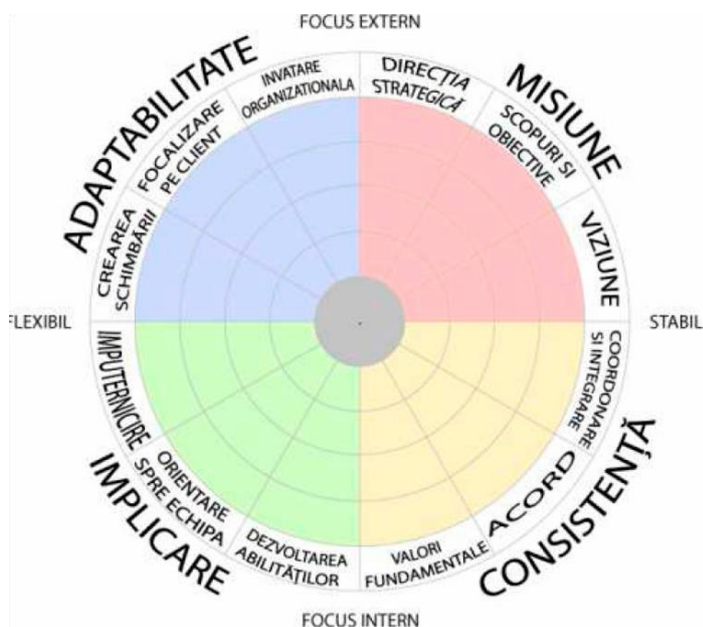 FOCUS EXTERN
ADAPTABILITATE
MISIUNE
INVATARE
ORGANIZATIONALA
DIRECȚIA
STRATEGICĂ
FOCALIZARE
PE CLIENT
SCOPURI SI
OBIECTIVE
CREAREA
SCHIMBĂRII
VIZIUNE
FLEXIBIL
STABIL
IMPUTERNICIRE
COORDONARE
SI INTEGRARE
ORIENTARE
SPRE ECHIPA
ACORD
IMPLICARE
CONSISTENȚĂ
DEZVOLTAREA
ABILITĂȚILOR
VALORI
FUNDAMENTALE
FOCUS INTERN